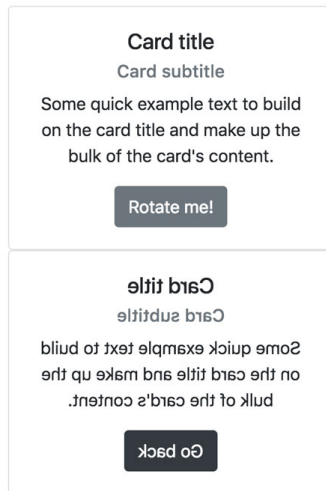 Card title
Card subtitle
Some quick example text to build
on the card title and make up the
bulk of the card's content.
Rotate me!
Card title
Card subtitle
Some quick example text to build
on the card title and make up the
bulk of the card's content.
Go back